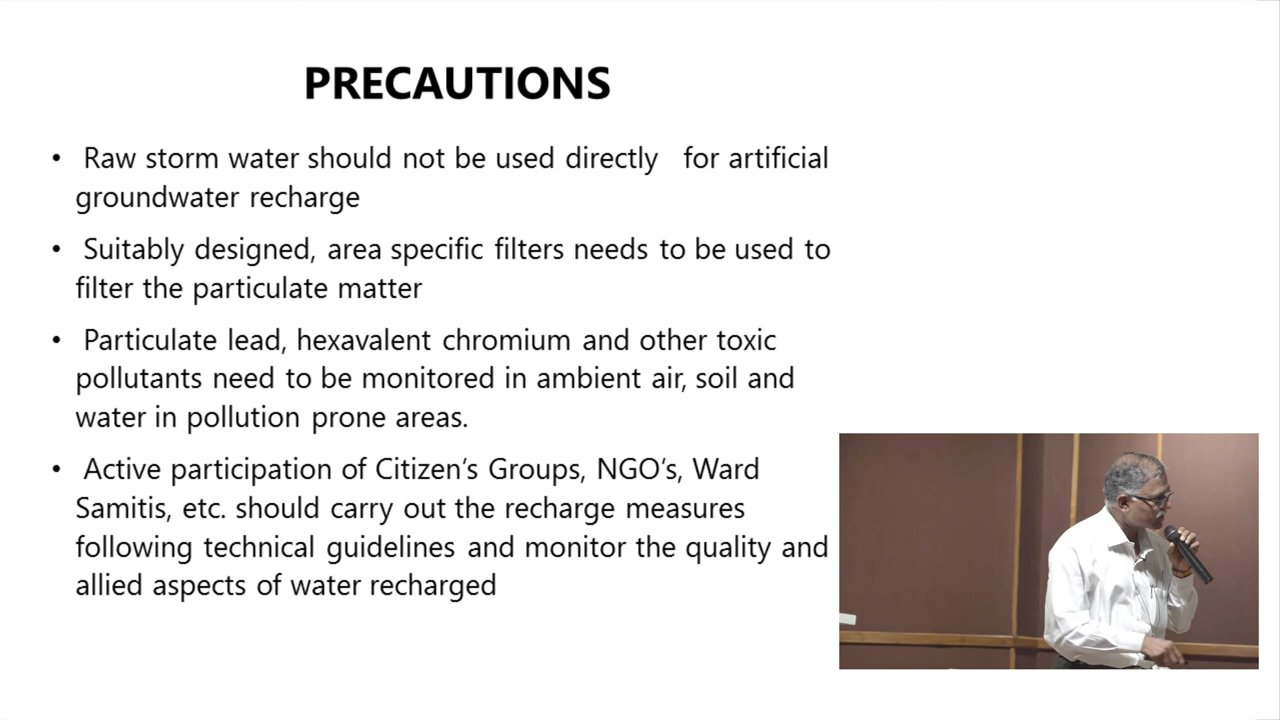 PRECAUTIONS
• Raw storm water should not be used directly for artificial
groundwater recharge
• Suitably designed, area specific filters needs to be used to
filter the particulate matter
• Particulate lead, hexavalent chromium and other toxic
pollutants need to be monitored in ambient air, soil and
water in pollution prone areas.
• Active participation of Citizen’s Groups, NGO’s, Ward
Samitis, etc. should carry out the recharge measures
following technical guidelines and monitor the quality and
allied aspects of water recharged